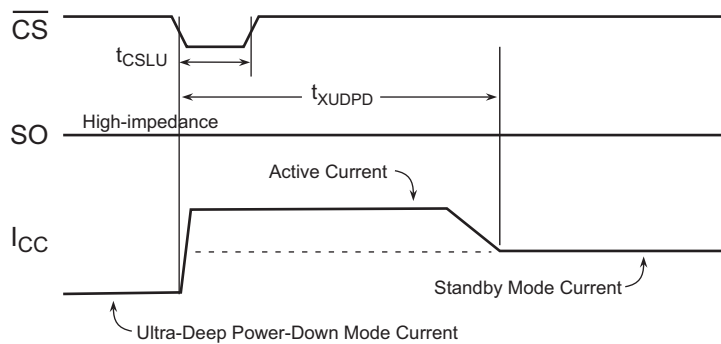 CS
tCSLU
tXUDPD
High-impedance
SO
Active Current
ICC
Standby Mode Current
Ultra-Deep Power-Down Mode Current